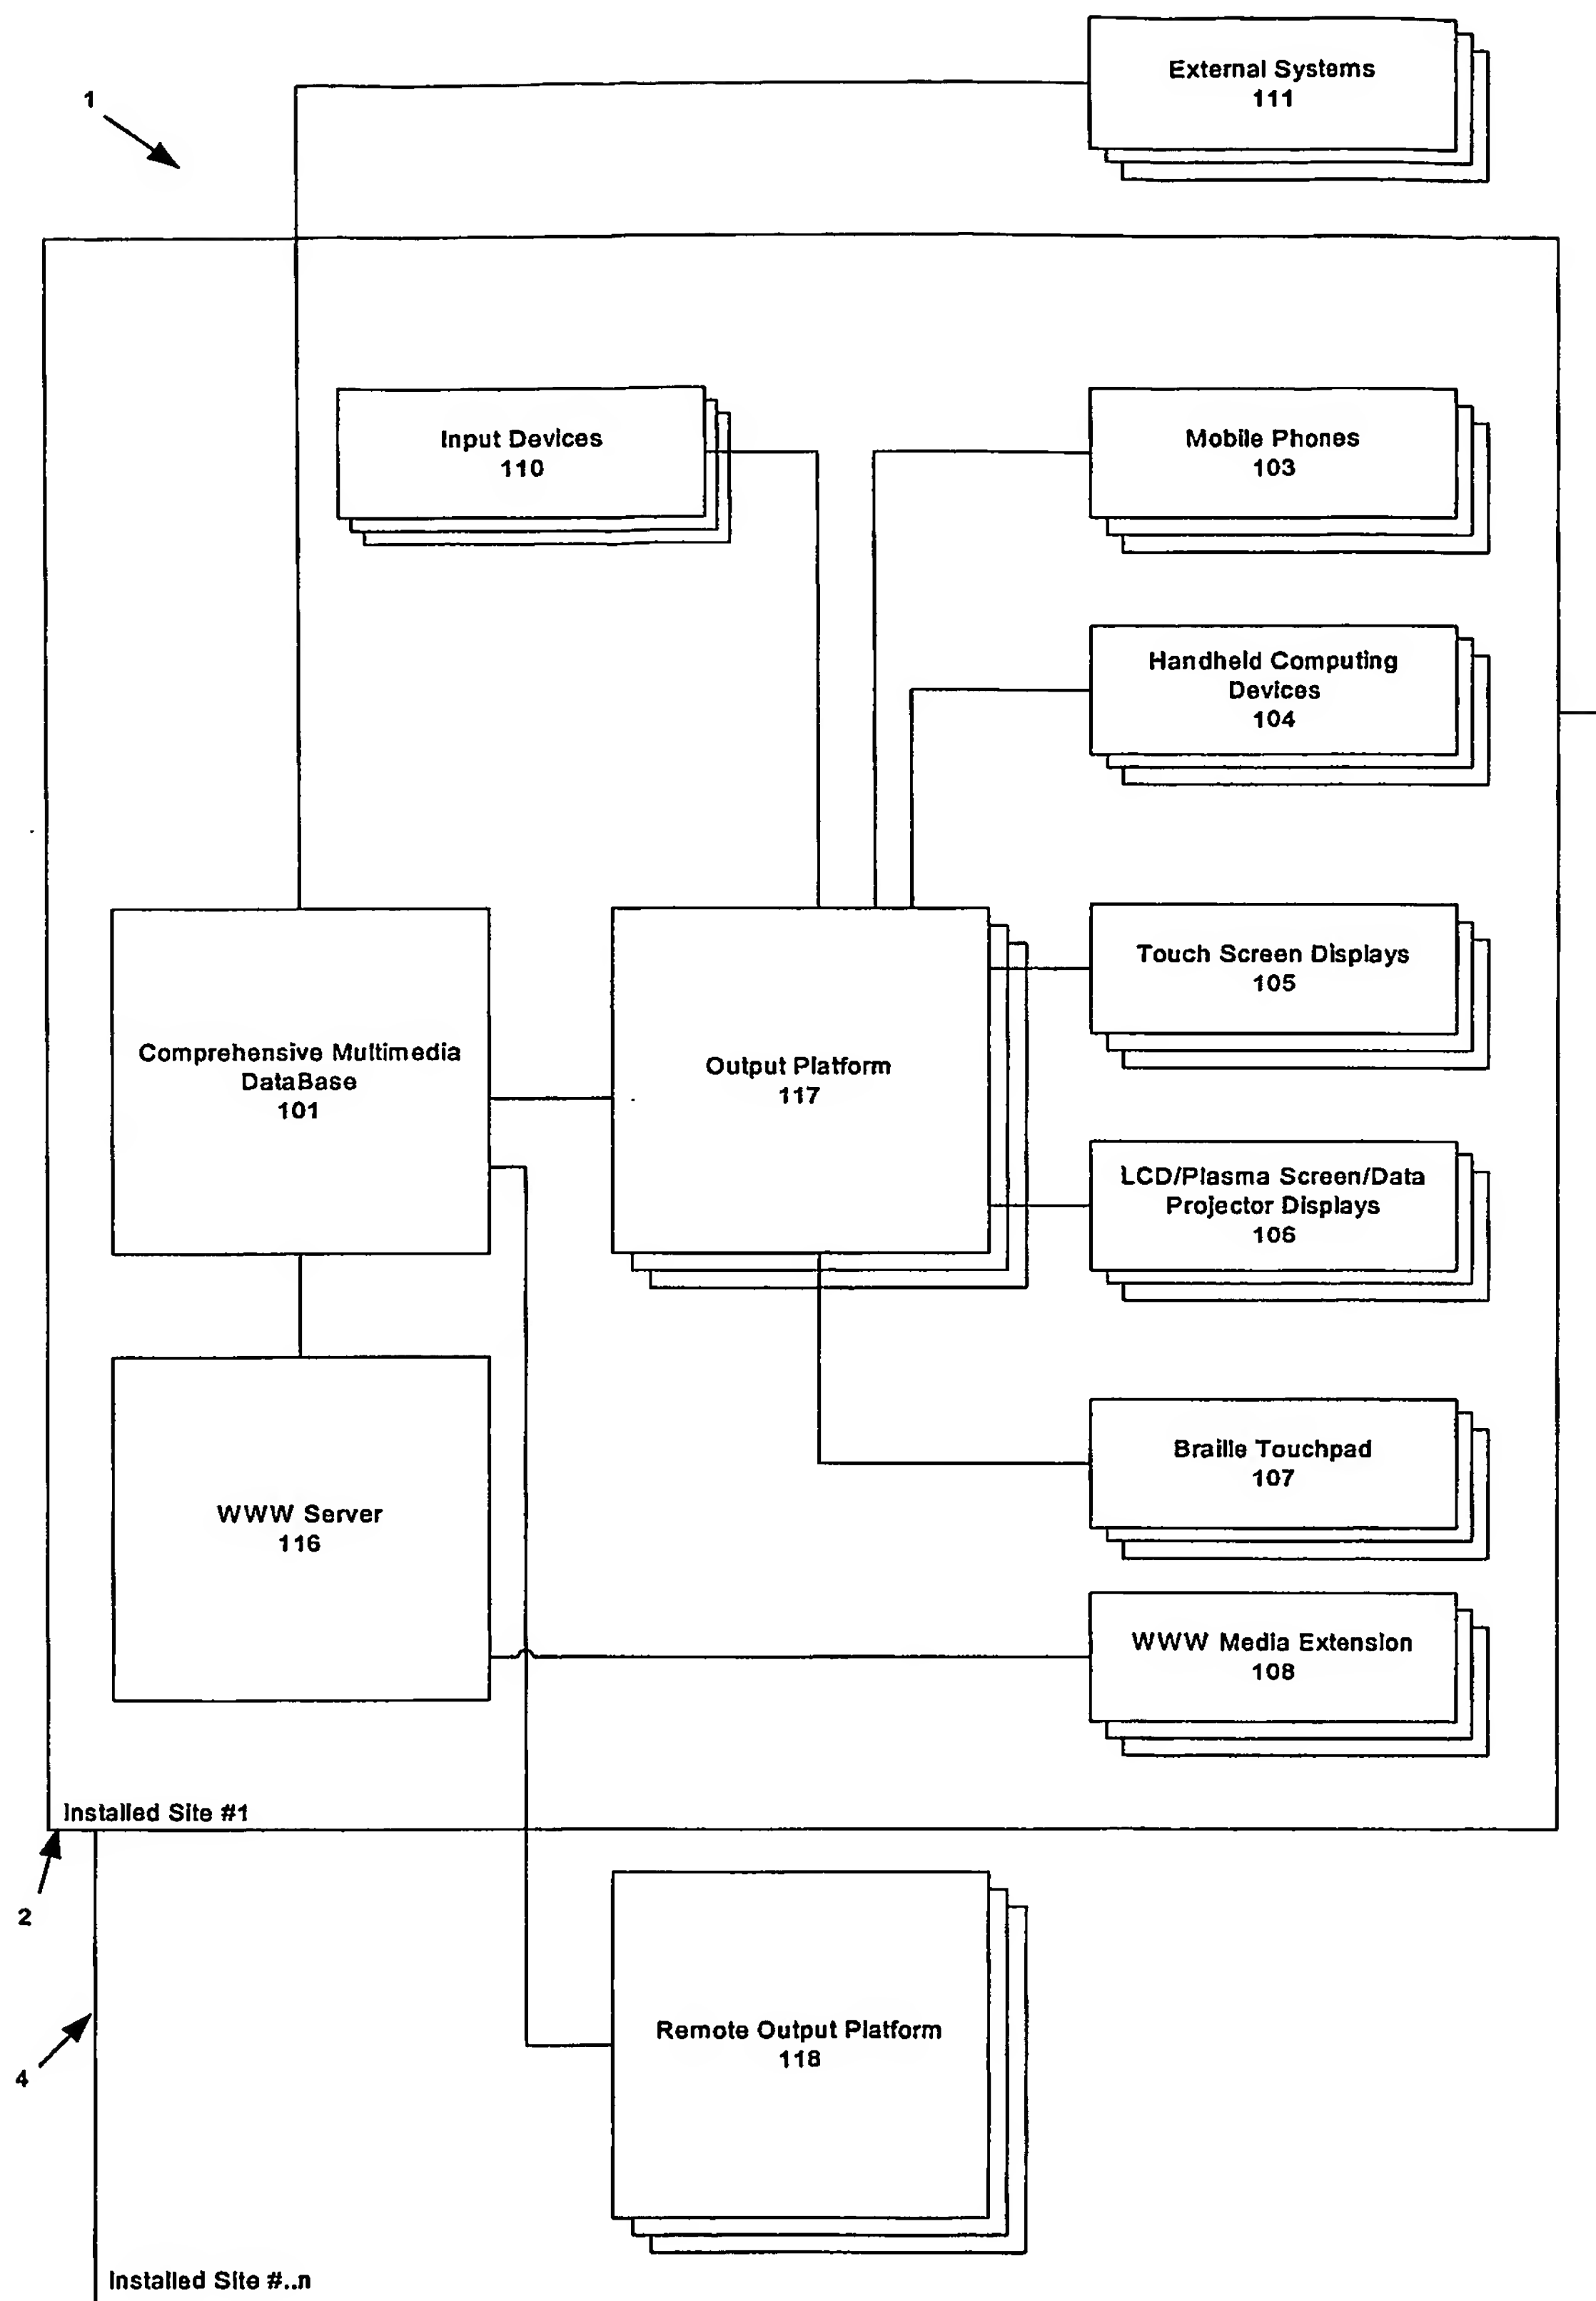 External Systems
111
1
Input Devices
110
Mobile Phones
103
Handheld Computing
Devices
104
Touch Screen Displays
105
Comprehensive Multimedia
DataBase
101
Output Platform
117
LCD/Plasma Screen/Data
Projector Displays
106
Braille Touchpad
107
WWW Server
116
WWW Media Extension
108
Installed Site #1
2
Remote Output Platform
118
4
Installed Site #..n